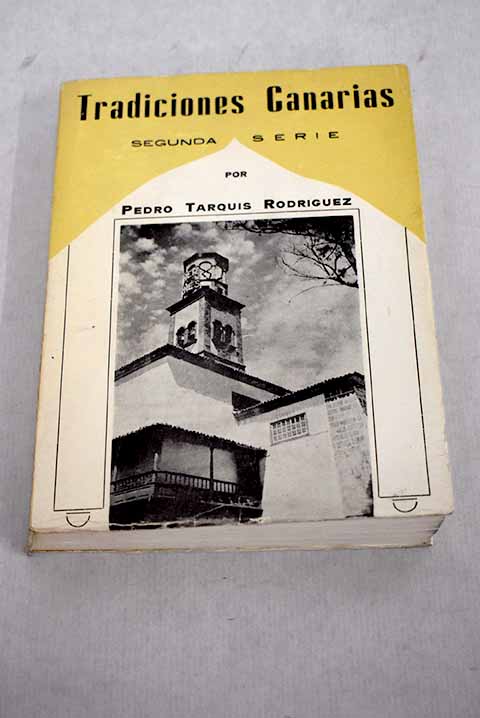 Tradiciones Canarias
SEGUNDA SERIE
POR
PEDRO TARQUIS RODRIGUEZ